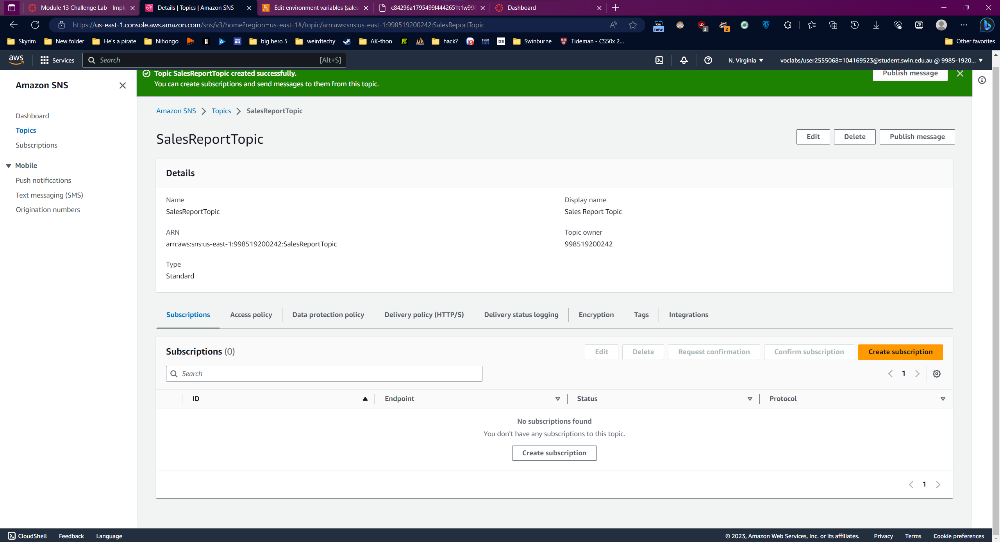 Module 13 Challenge Lab - Imple
Details | Topics | Amazon SNS
Edit environment variables (sales
c84296a1795499l4442651t1w998
Dashboard
https://us-east-1.console.aws.amazon.com/sns/v3/home?region=us-east-1#/topic/arn:aws:sns:us-east-1:998519200242:SalesReportTopic
new
3
2
Skyrim
New folder
He's a pirate
Nihongo
big hero 5
weirdtechy
AK-thon
hack?
CS GO STATS
DS
Swinburne
Tideman - CS50x 2...
Other favorites
aws
Services
Search
[Alt+S]
N. Virginia
voclabs/user2555068=104169523@student.swin.edu.au @ 9985-1920...
Amazon SNS
Dashboard
Topics
Subscriptions
Mobile
Push notifications
Text messaging (SMS)
Origination numbers
Topic SalesReportTopic created successfully.
You can create subscriptions and send messages to them from this topic.
Publish message
Amazon SNS
Topics
SalesReportTopic
SalesReportTopic
Edit
Delete
Publish message
Details
Name
SalesReportTopic
ARN
arn:aws:sns:us-east-1:998519200242:SalesReportTopic
Type
Standard
Display name
Sales Report Topic
Topic owner
998519200242
Subscriptions
Access policy
Data protection policy
Delivery policy (HTTP/S)
Delivery status logging
Encryption
Tags
Integrations
Subscriptions (0)
Edit
Delete
Request confirmation
Confirm subscription
Create subscription
Search
1
ID
Endpoint
Status
Protocol
No subscriptions found
You don't have any subscriptions to this topic.
Create subscription
1
CloudShell
Feedback
Language
© 2023, Amazon Web Services, Inc. or its affiliates.
Privacy
Terms
Cookie preferences